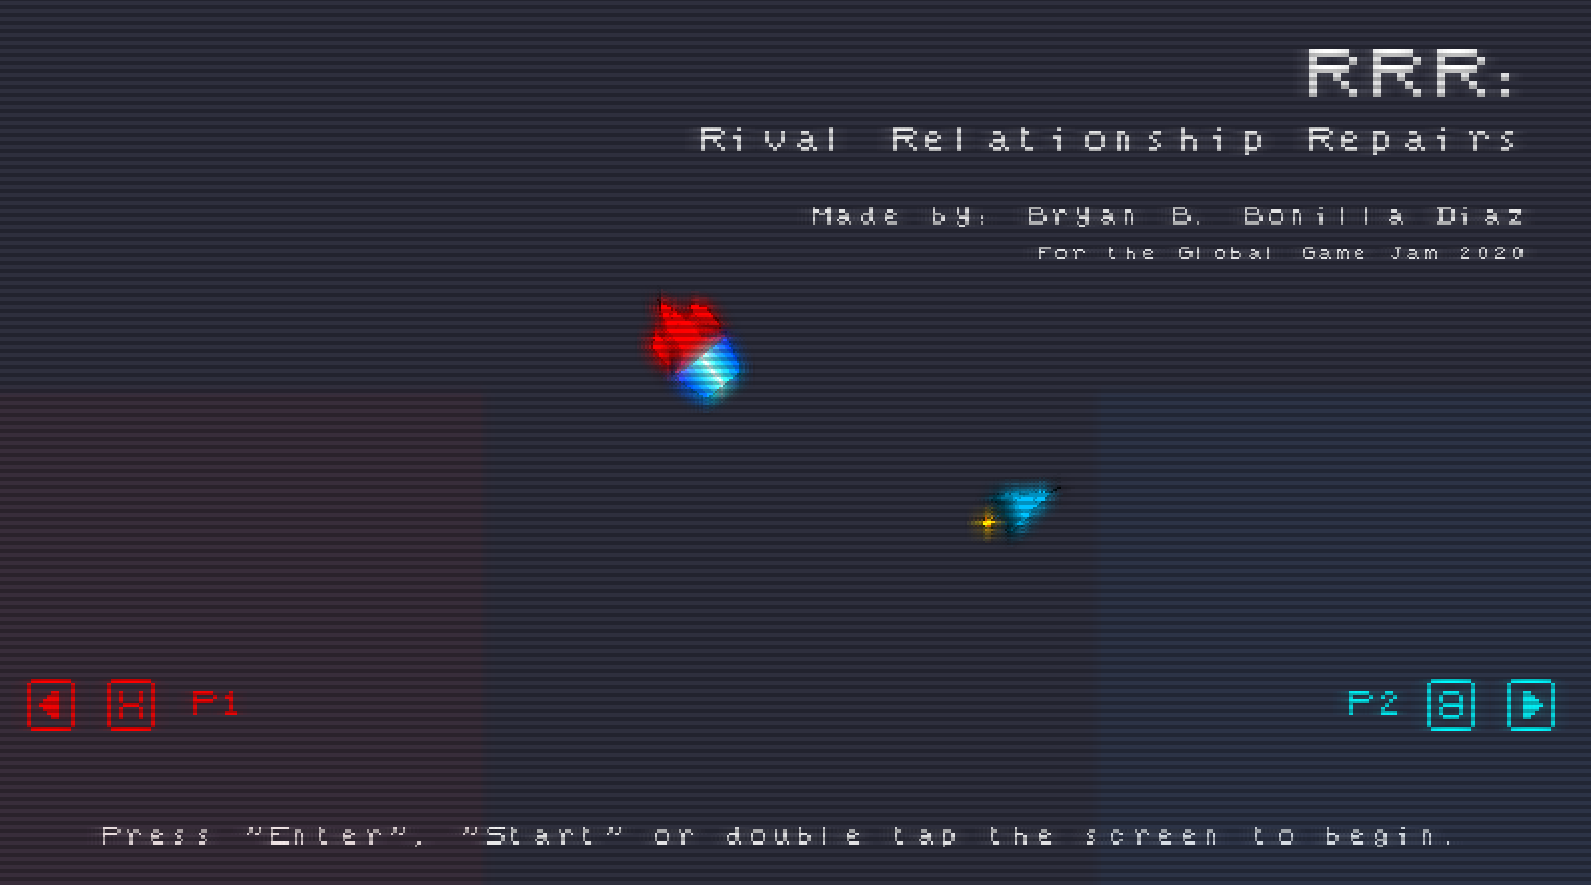 RRR:
Rival Relationship Repairs
Made by: Bryan B. Bonilla Diaz
For the Global Game Jam 2020
P1
P2
Press "Enter", "Start" or double tap the screen to begin.